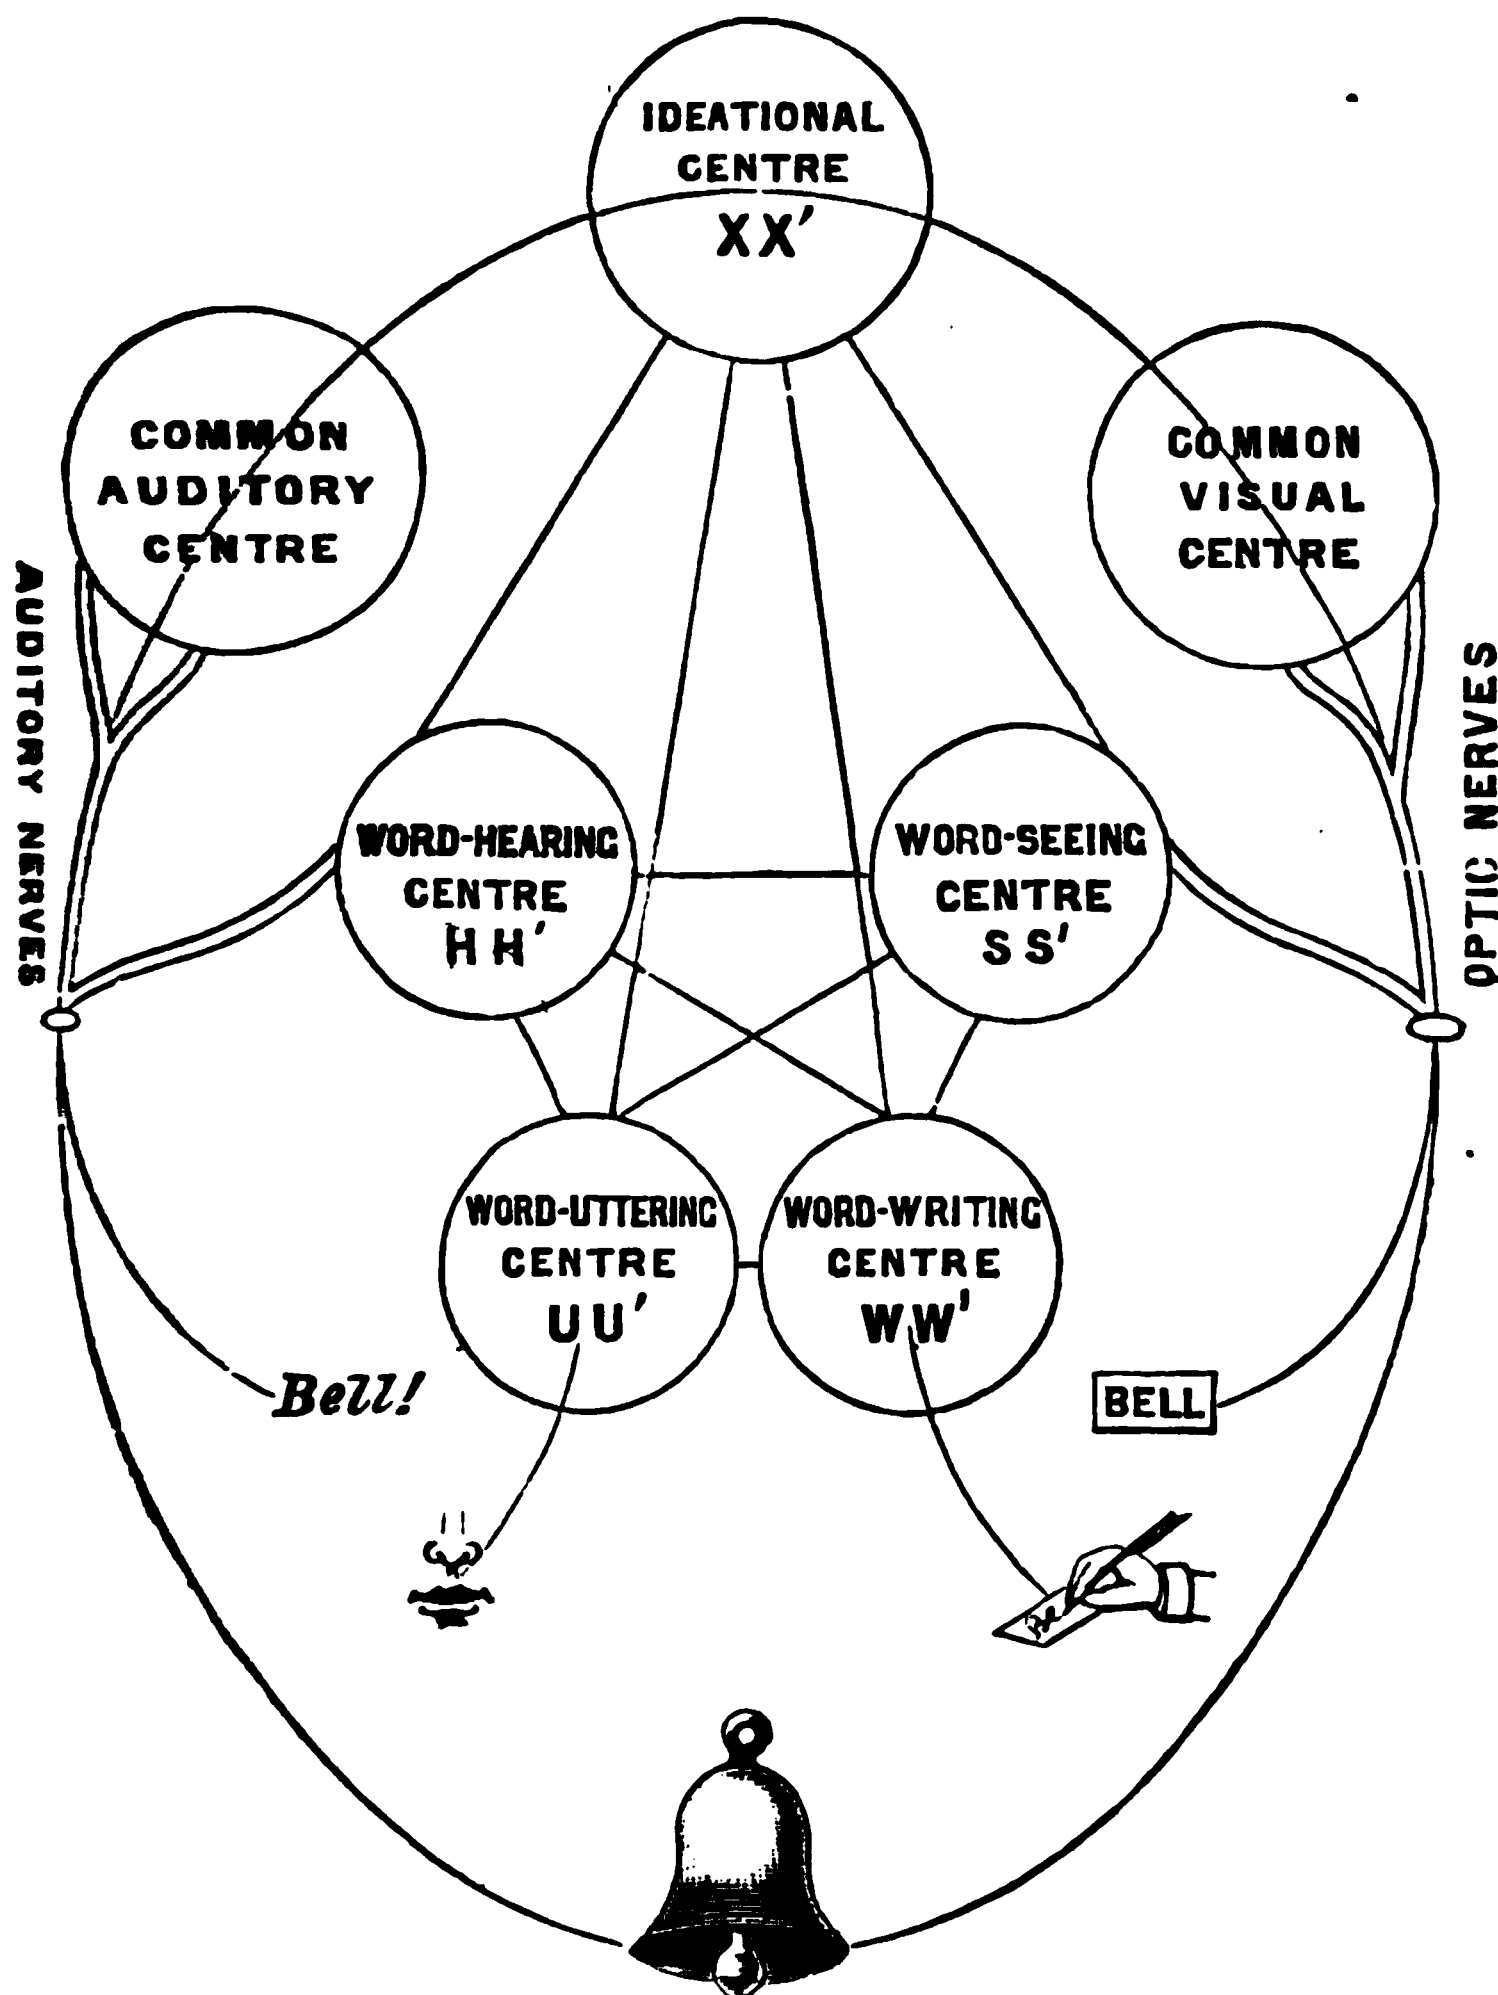 IDEATIONAL
CENTRE
XX'
COMMON
AUDITORY
CENTRE
COMMON
VISUAL
CENTRE
AUDITORY NERVES
OPTIC NERVES
WORD-HEARING
CENTRE
HH'
WORD-SEEING
CENTRE
SS'
WORD-UTTERING
CENTRE
UU'
WORD-WRITING
CENTRE
WW'
Bell!
BELL